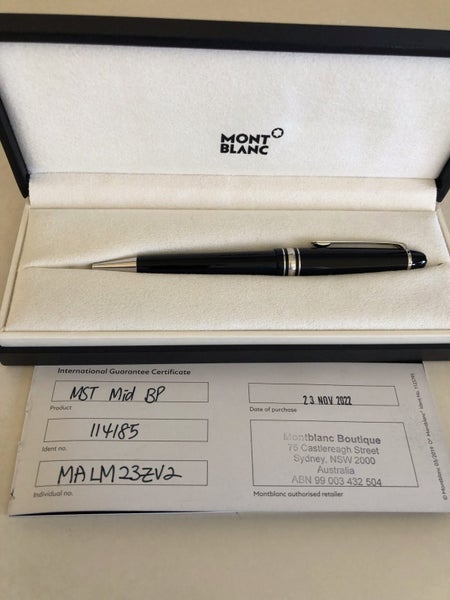 MONT
BLANC
International Guarantee Certificate
MST Mid BP
Product
23 NOV 2022
Date of purchase
114185
Ident no.
MALM23ZV2
Individual no.
Montblanc Boutique
75 Castlereagh Street
Sydney, NSW 2000
Australia
ABN 99 003 432 504
Montblanc authorised retailer